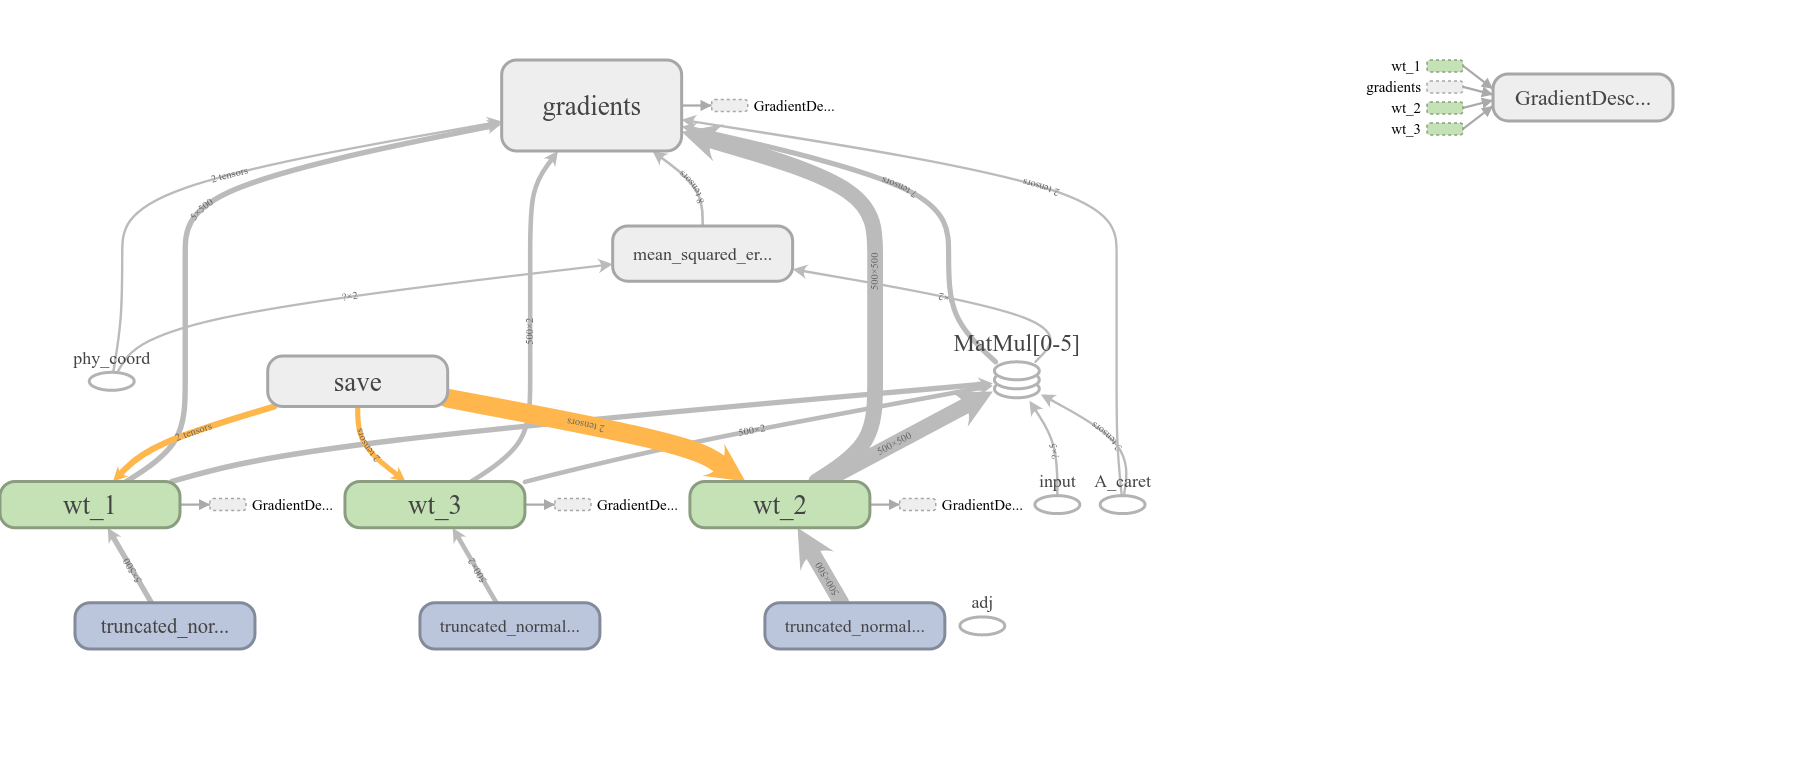 gradients
GradientDe...
wt_1
gradients
wt_2
wt_3
GradientDesc...
2 tensors
5×500
8 tensors
7 tensors
2 tensors
mean_squared_er...
?×2
500×2
500×500
MatMul[0-5]
phy_coord
save
2 tensors
2 tensors
2 tensors
500×2
500×500
?×5
2 tensors
input
A_caret
wt_1
GradientDe...
wt_3
GradientDe...
wt_2
GradientDe...
5×500
500×2
500×500
truncated_nor...
truncated_normal...
truncated_normal...
adj